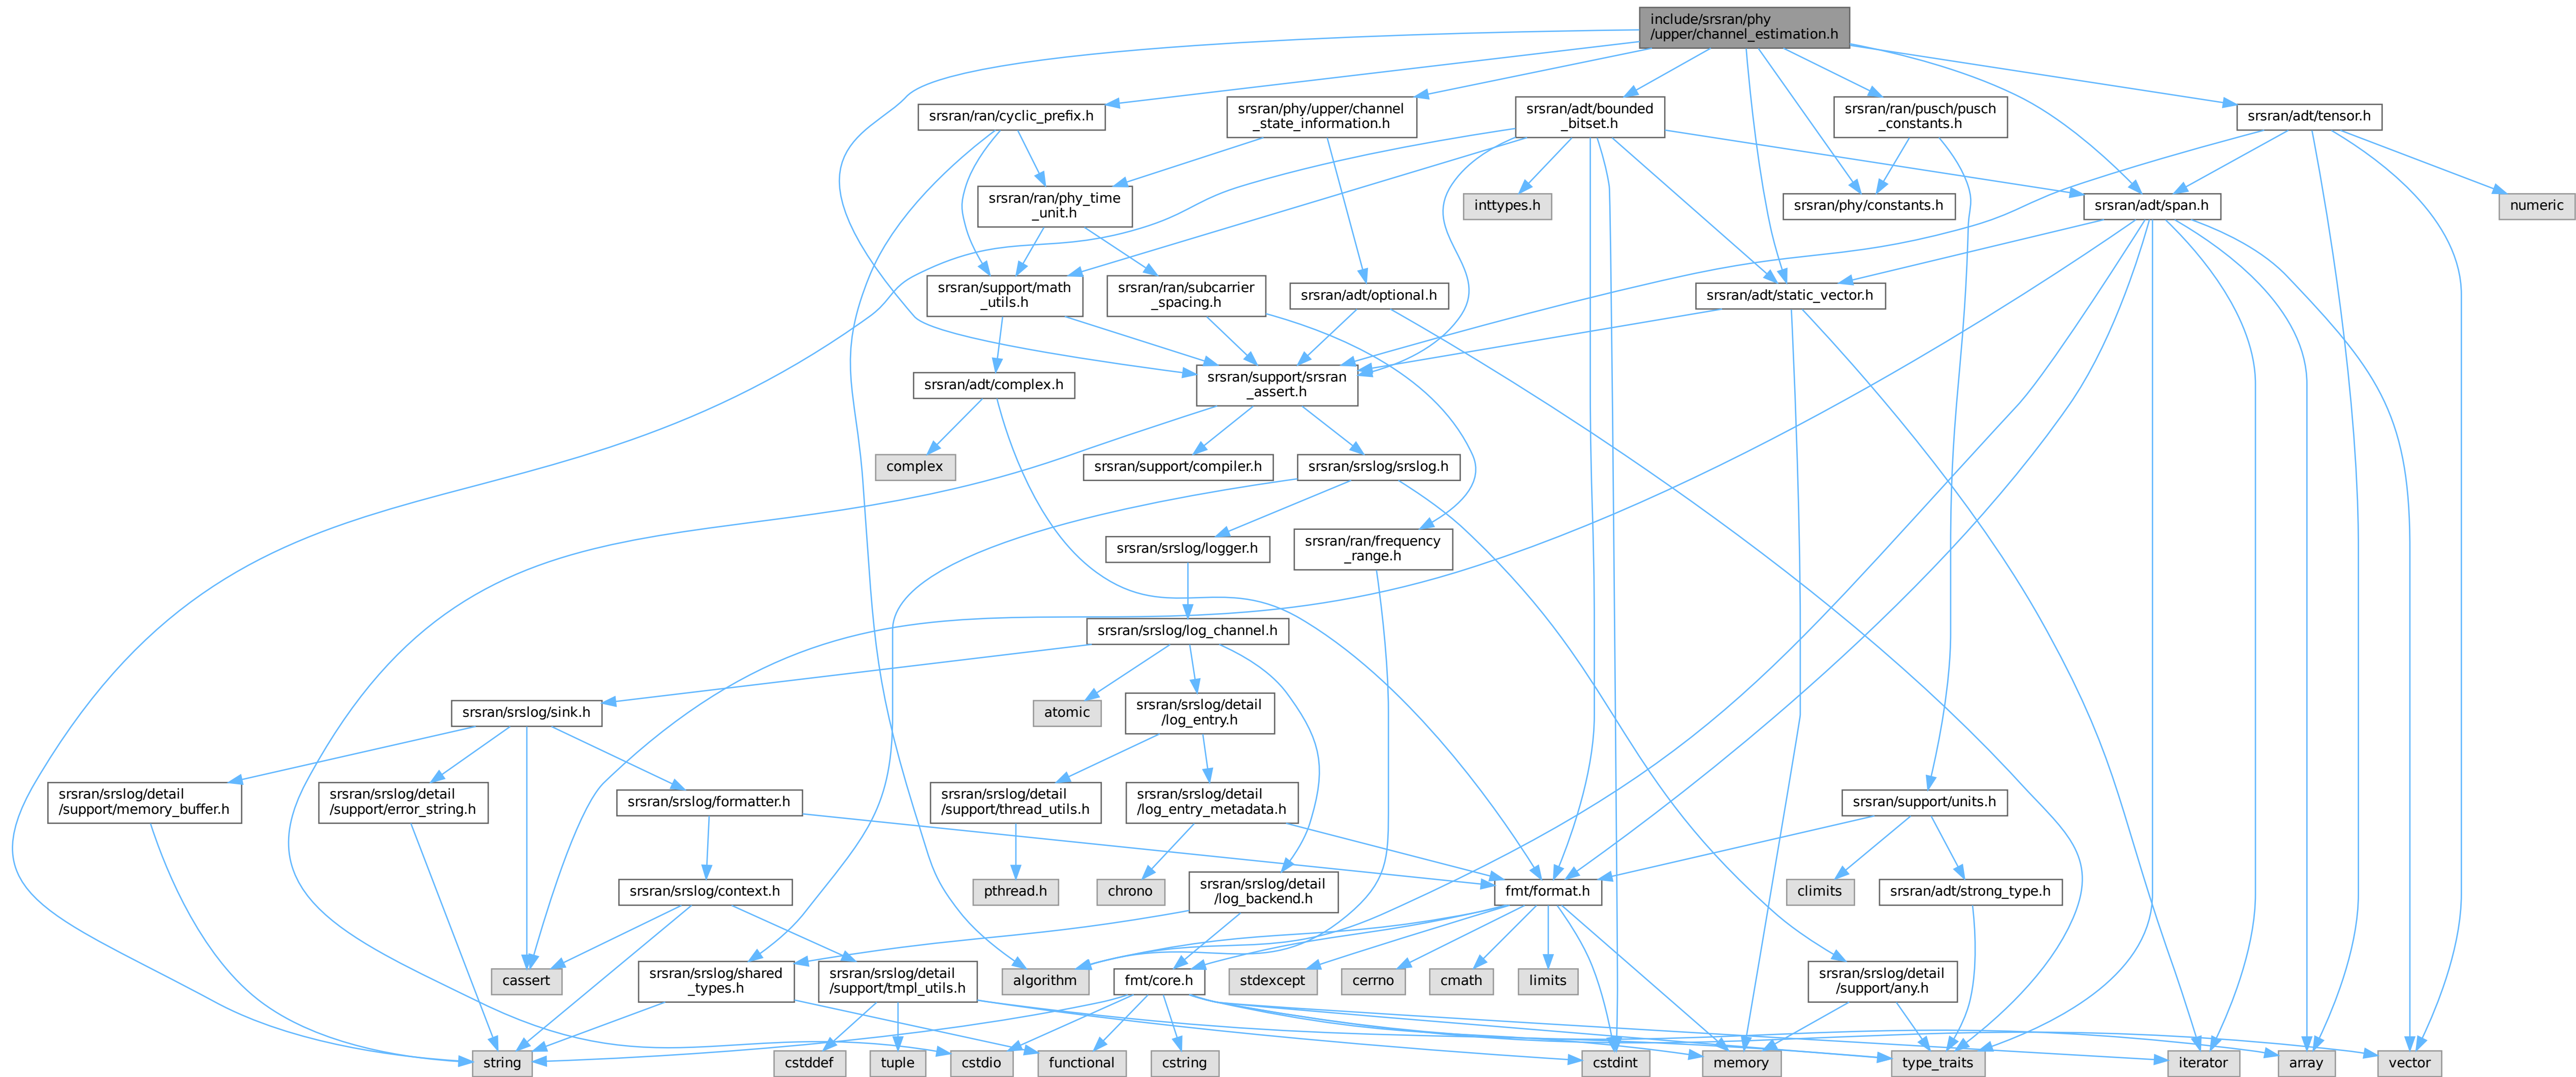 include/srsran/phy
/upper/channel_estimation.h
srsran/ran/cyclic_prefix.h
srsran/phy/upper/channel
_state_information.h
srsran/adt/bounded
_bitset.h
srsran/ran/pusch/pusch
_constants.h
srsran/adt/tensor.h
srsran/ran/phy_time
_unit.h
inttypes.h
srsran/phy/constants.h
srsran/adt/span.h
numeric
srsran/support/math
_utils.h
srsran/ran/subcarrier
_spacing.h
srsran/adt/optional.h
srsran/adt/static_vector.h
srsran/adt/complex.h
srsran/support/srsran
_assert.h
complex
srsran/support/compiler.h
srsran/srslog/srslog.h
srsran/srslog/logger.h
srsran/ran/frequency
_range.h
srsran/srslog/log_channel.h
srsran/srslog/sink.h
atomic
srsran/srslog/detail
/log_entry.h
srsran/srslog/detail
/support/memory_buffer.h
srsran/srslog/detail
/support/error_string.h
srsran/srslog/formatter.h
srsran/srslog/detail
/support/thread_utils.h
srsran/srslog/detail
/log_entry_metadata.h
srsran/support/units.h
srsran/srslog/context.h
pthread.h
chrono
srsran/srslog/detail
/log_backend.h
fmt/format.h
climits
srsran/adt/strong_type.h
cassert
srsran/srslog/shared
_types.h
srsran/srslog/detail
/support/tmpl_utils.h
algorithm
fmt/core.h
stdexcept
cerrno
cmath
limits
srsran/srslog/detail
/support/any.h
string
cstddef
tuple
cstdio
functional
cstring
cstdint
memory
type_traits
iterator
array
vector